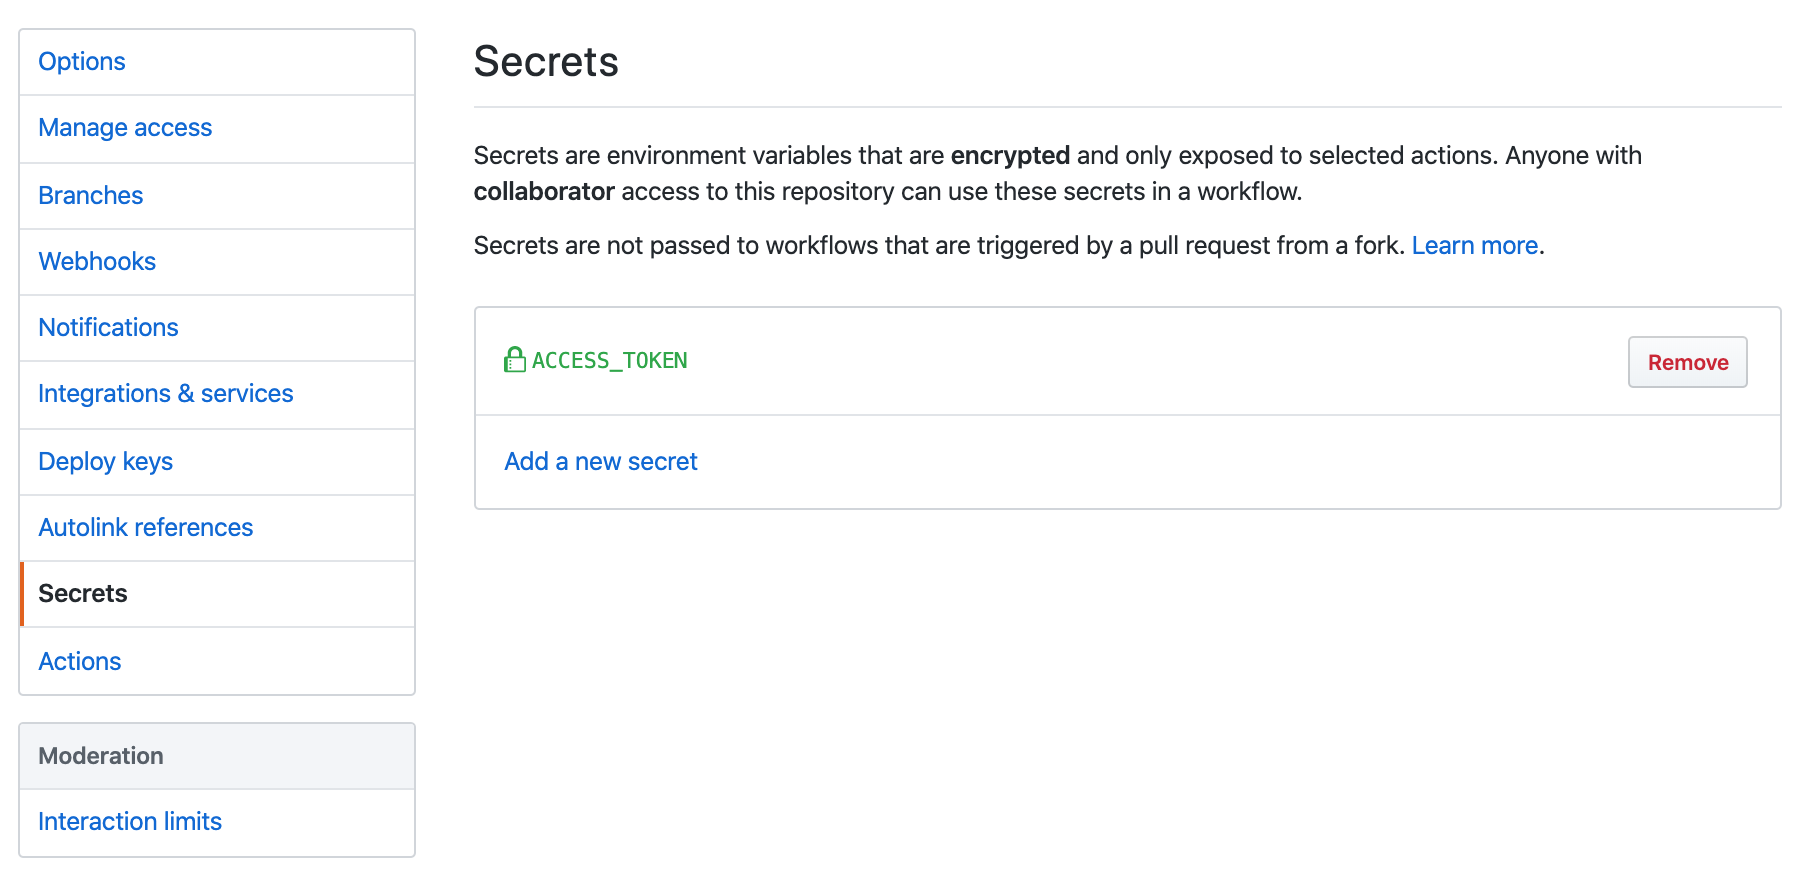 Options
Manage access
Branches
Webhooks
Notifications
Integrations & services
Deploy keys
Autolink references
Secrets
Actions
Moderation
Interaction limits
Secrets
Secrets are environment variables that are encrypted and only exposed to selected actions. Anyone with
collaborator access to this repository can use these secrets in a workflow.
Secrets are not passed to workflows that are triggered by a pull request from a fork. Learn more.
ACCESS_TOKEN
Remove
Add a new secret